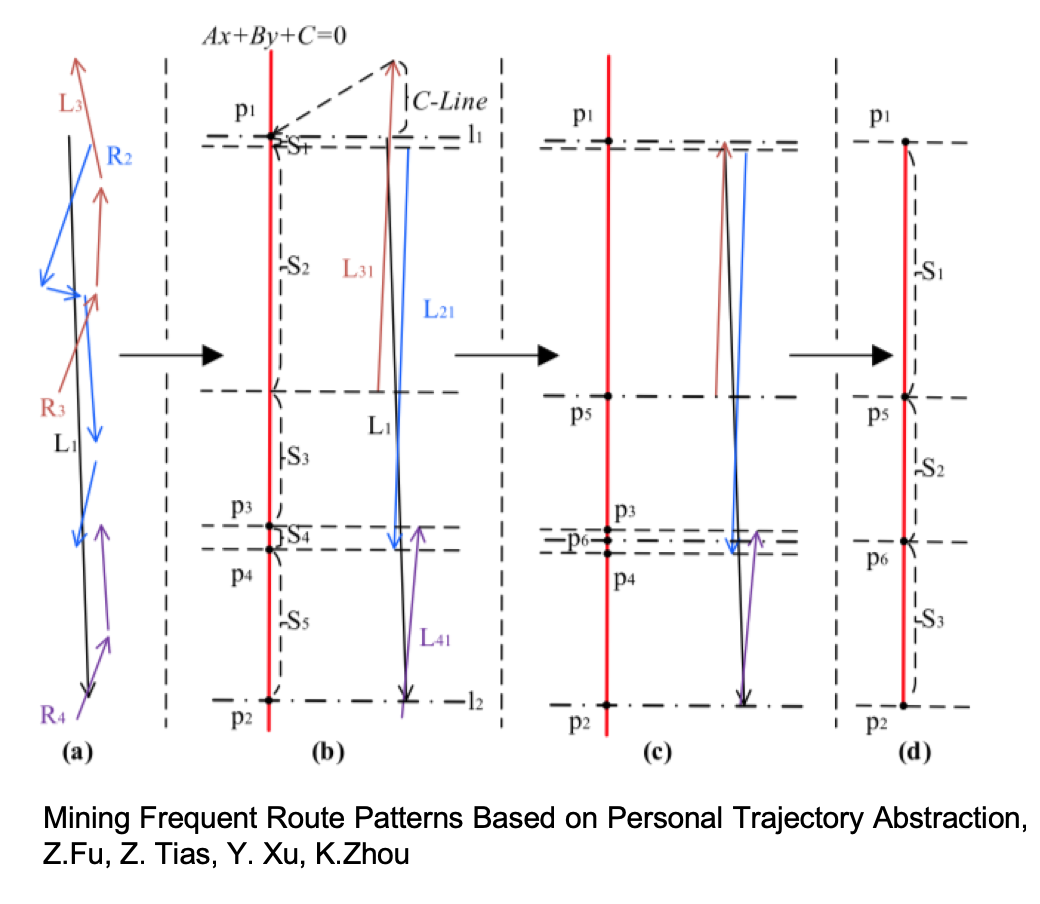 Ax+By+C=0
L3
R2
R3
L1
R4
(a)
p1
C-Line
l1
S1
S2
L31
L21
L1
S3
p3
S4
p4
S5
L41
l2
p2
(b)
p1
p5
p3
p6
p4
p2
(c)
p1
S1
p5
S2
p6
S3
p2
(d)
Mining Frequent Route Patterns Based on Personal Trajectory Abstraction,
Z.Fu, Z. Tias, Y. Xu, K.Zhou